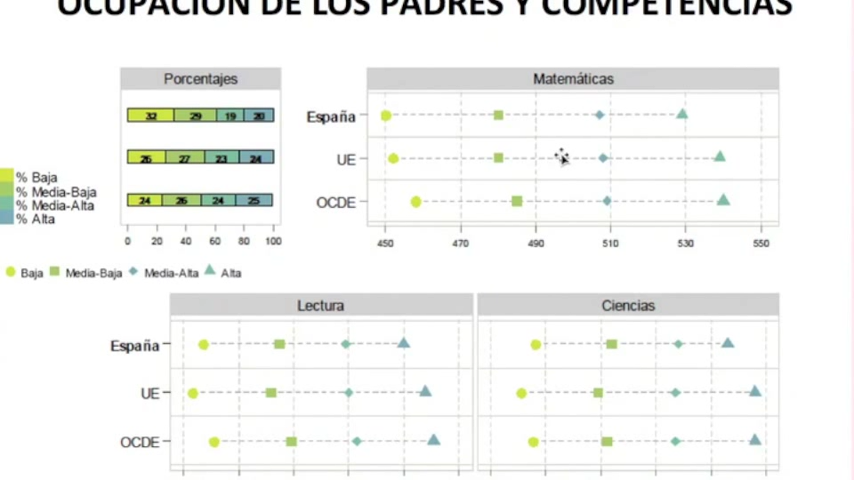 OCUPACIÓN DE LOS PADRES Y COMPETENCIAS
Porcentajes
Matemáticas
32 29 19 20
España
26 27 23 24
UE
24 26 24 25
OCDE
% Baja
% Media-Baja
% Media-Alta
% Alta
0 20 40 60 80 100
450 470 490 510 530 550
Baja Media-Baja Media-Alta Alta
Lectura
Ciencias
España
UE
OCDE